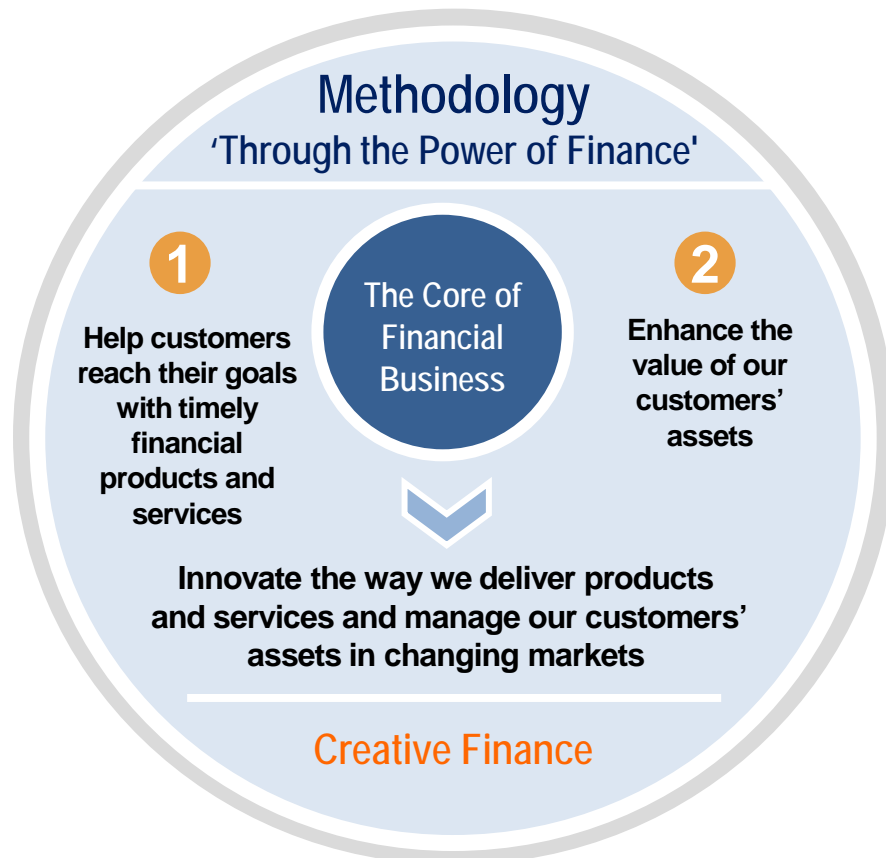 Methodology
‘Through the Power of Finance'
1
Help customers
reach their goals
with timely
financial
products and
services
The Core of
Financial
Business
2
Enhance the
value of our
customers’
assets
Innovate the way we deliver products
and services and manage our customers’
assets in changing markets
Creative Finance